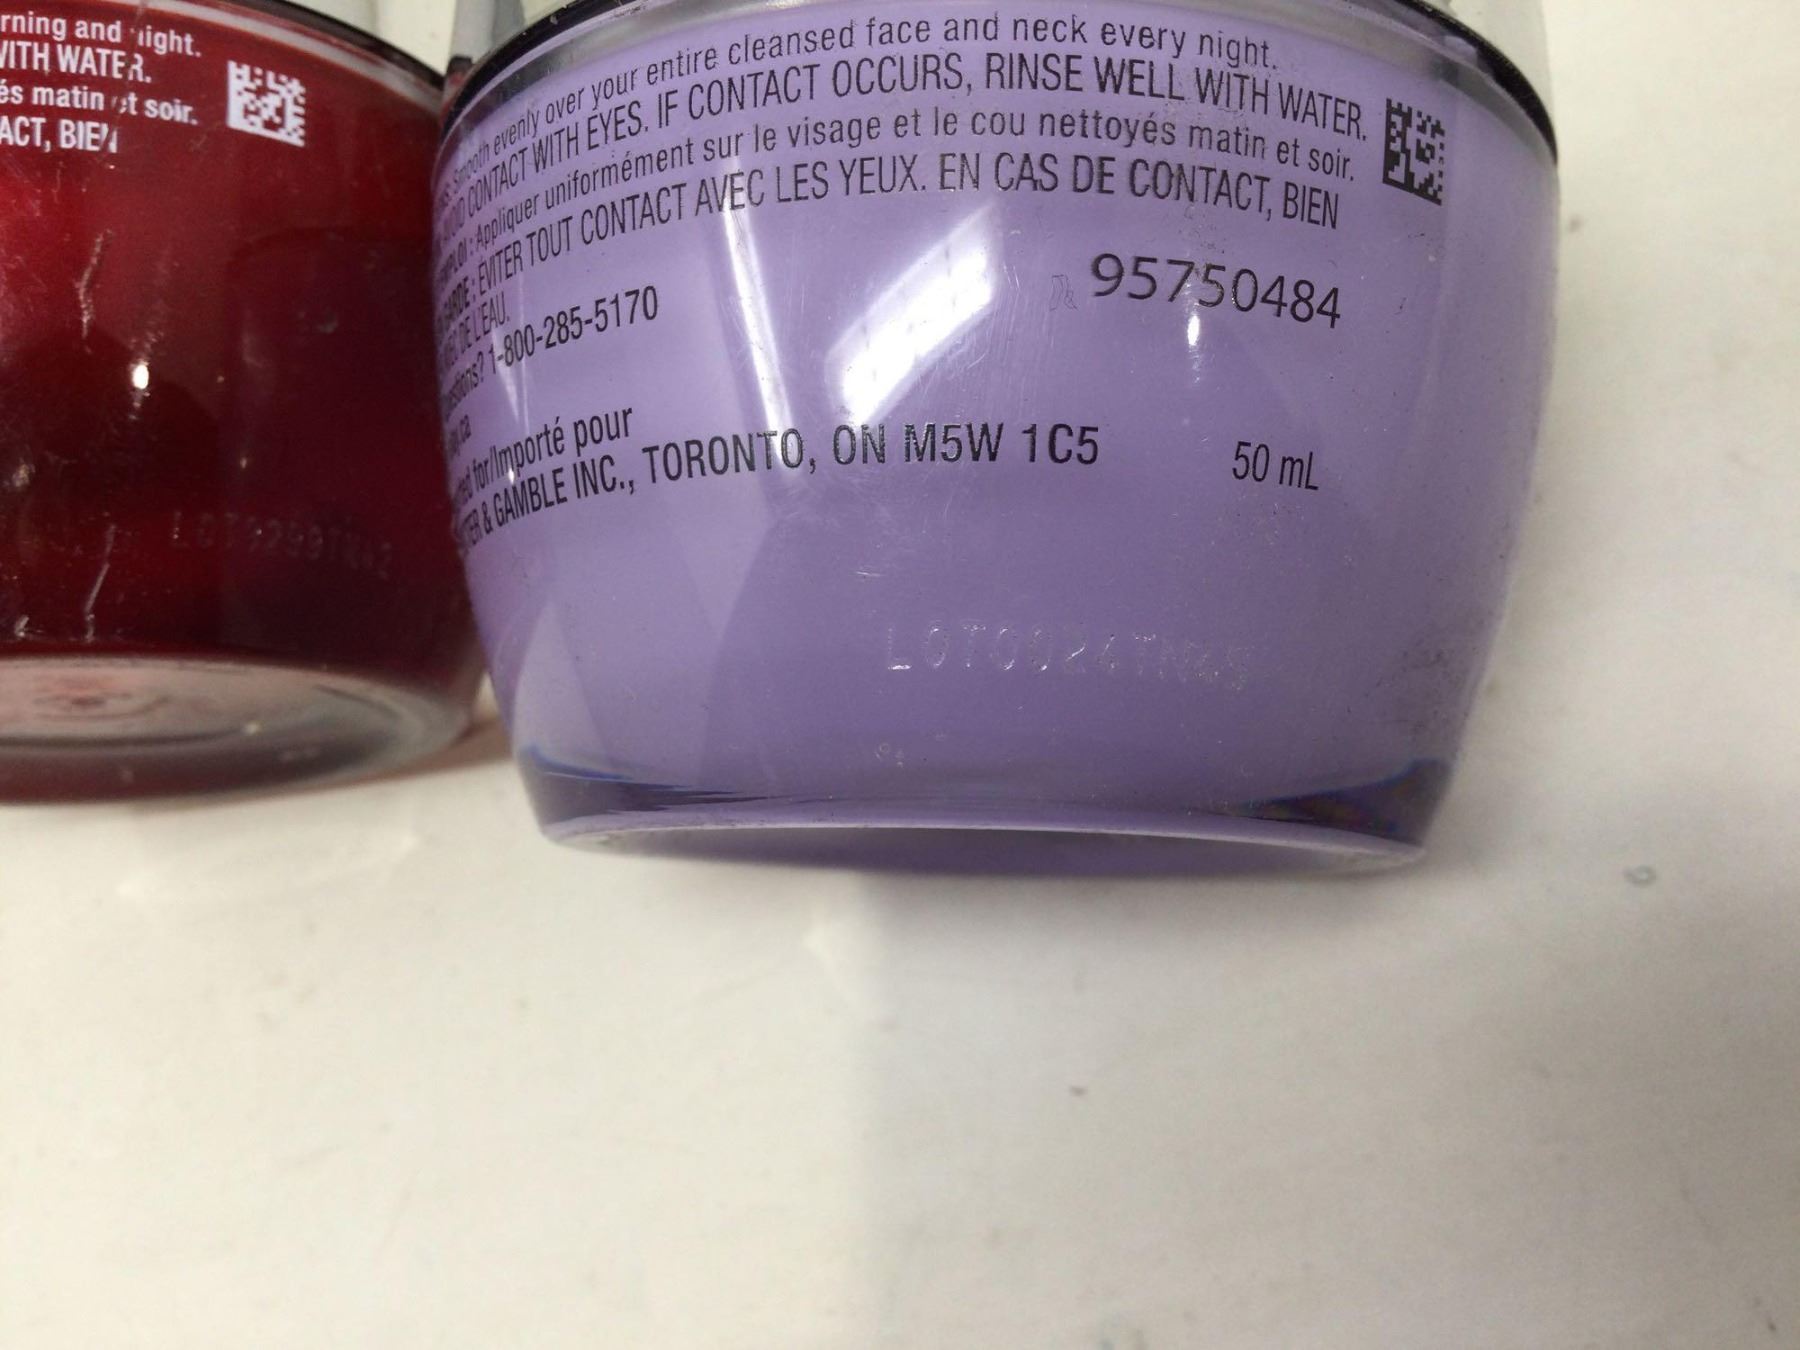 rning and night.
WITH WATER.
és matin et soir.
ACT, BIEN
Smooth evenly over your entire cleansed face and neck every night.
CONTACT WITH EYES. IF CONTACT OCCURS, RINSE WELL WITH WATER.
Appliquer uniformément sur le visage et le cou nettoyés matin et soir.
GARDE : ÉVITER TOUT CONTACT AVEC LES YEUX. EN CAS DE CONTACT, BIEN
DE L'EAU.
95750484
1-800-285-5170
for/Importé pour
& GAMBLE INC., TORONTO, ON M5W 1C5
50 mL